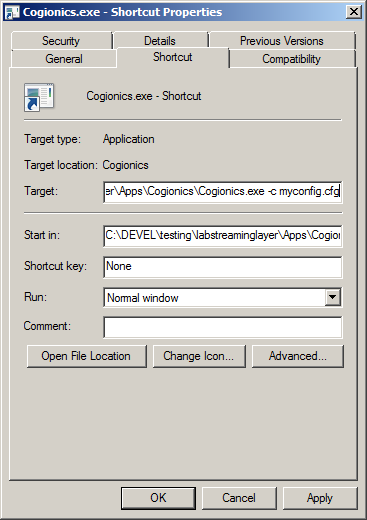 Cogionics.exe - Shortcut Properties
Security Details Previous Versions
General Shortcut Compatibility
Cogionics.exe - Shortcut
Target type: Application
Target location: Cogionics
Target: er\Apps\Cogionics\Cogionics.exe -c myconfig.cfg
Start in: C:\DEVEL\testing\labstreaminglayer\Apps\Cogion
Shortcut key: None
Run: Normal window
Comment:
Open File Location Change Icon... Advanced...
OK Cancel Apply